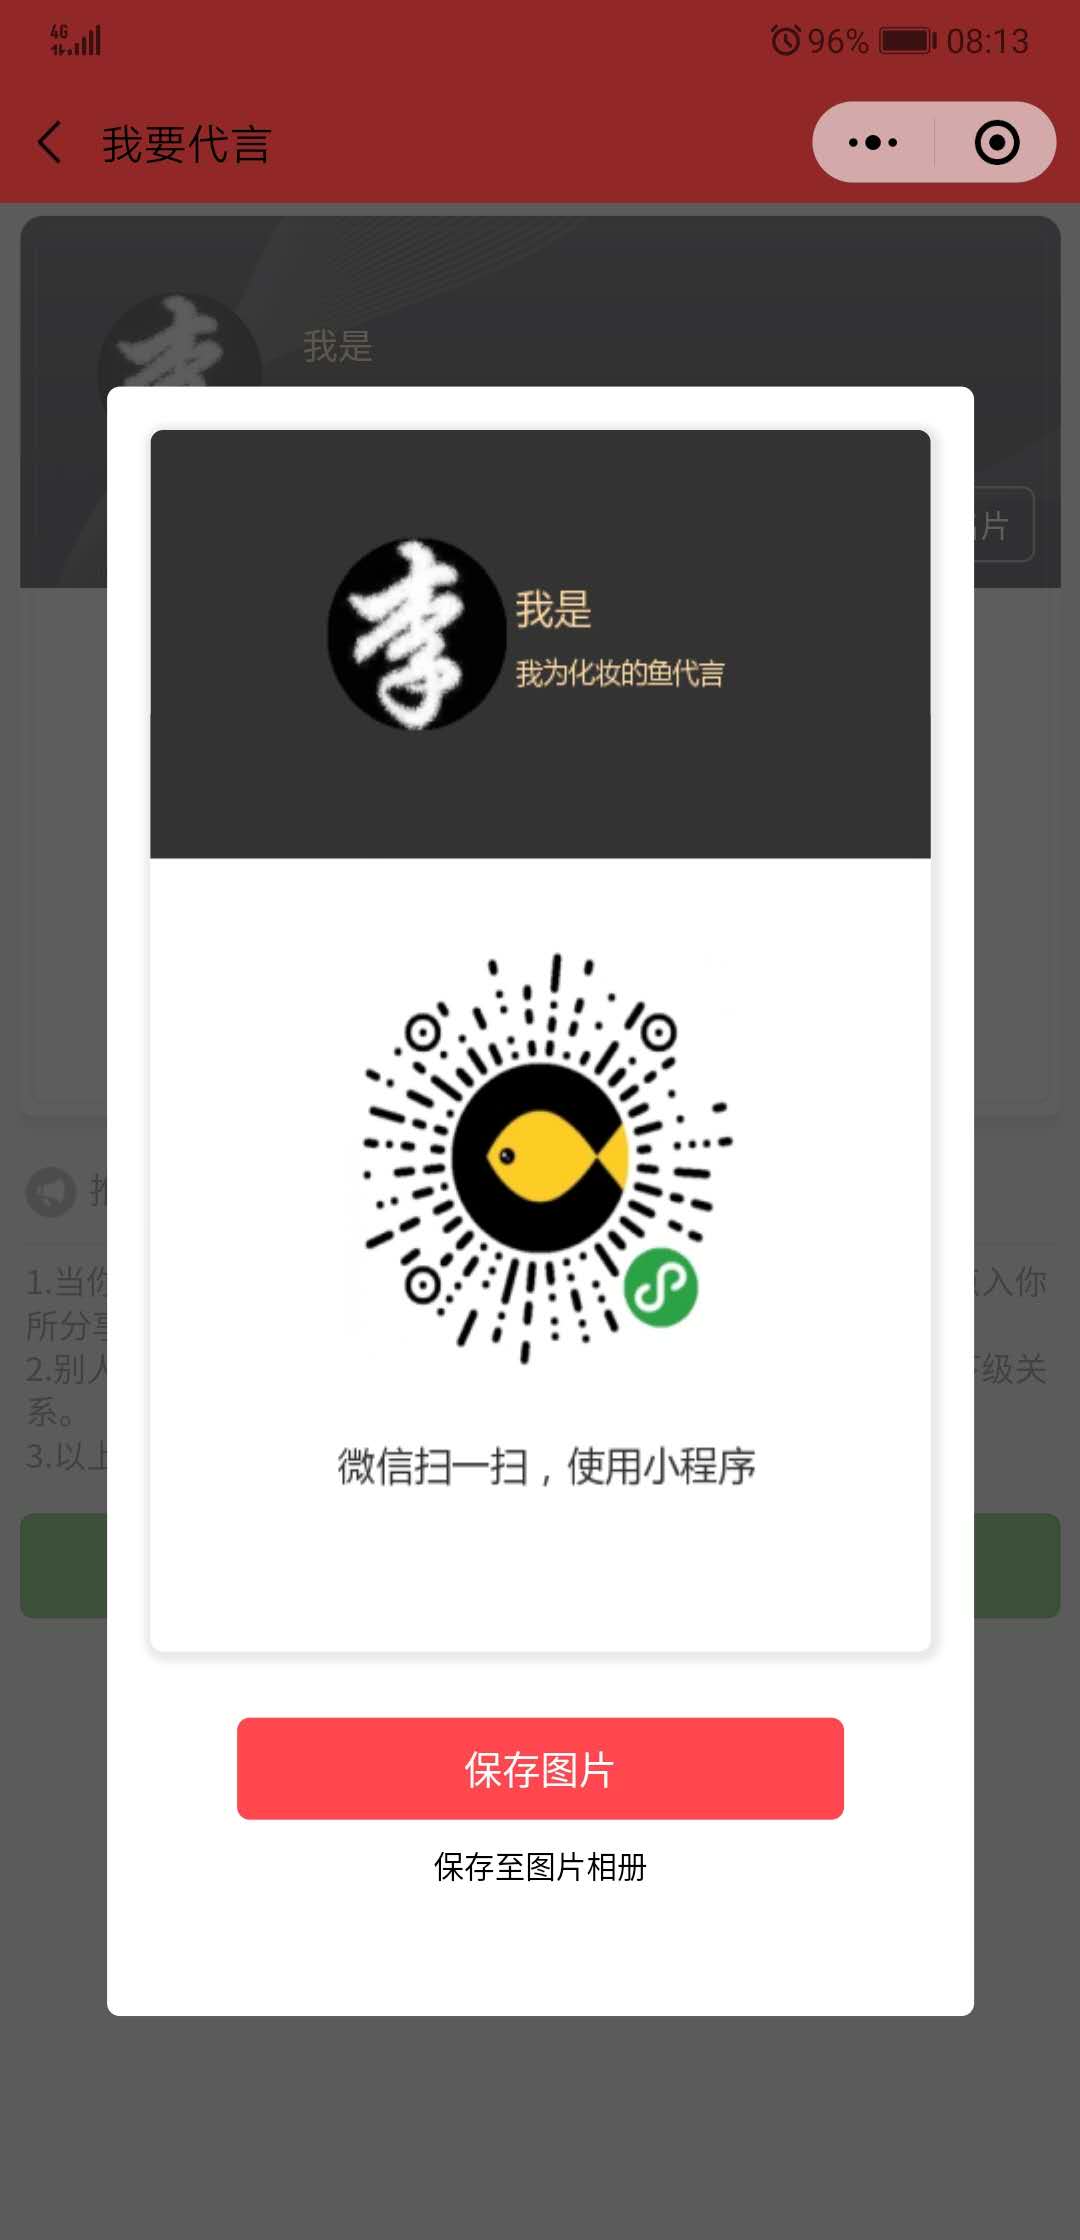 4G
96% 08:13
我要代言
我是
李
我是
我为化妆的鱼代言
片
微信扫一扫，使用小程序
1.当你
入你
所分享
2.别人
级关
系。
3.以上
保存图片
保存至图片相册